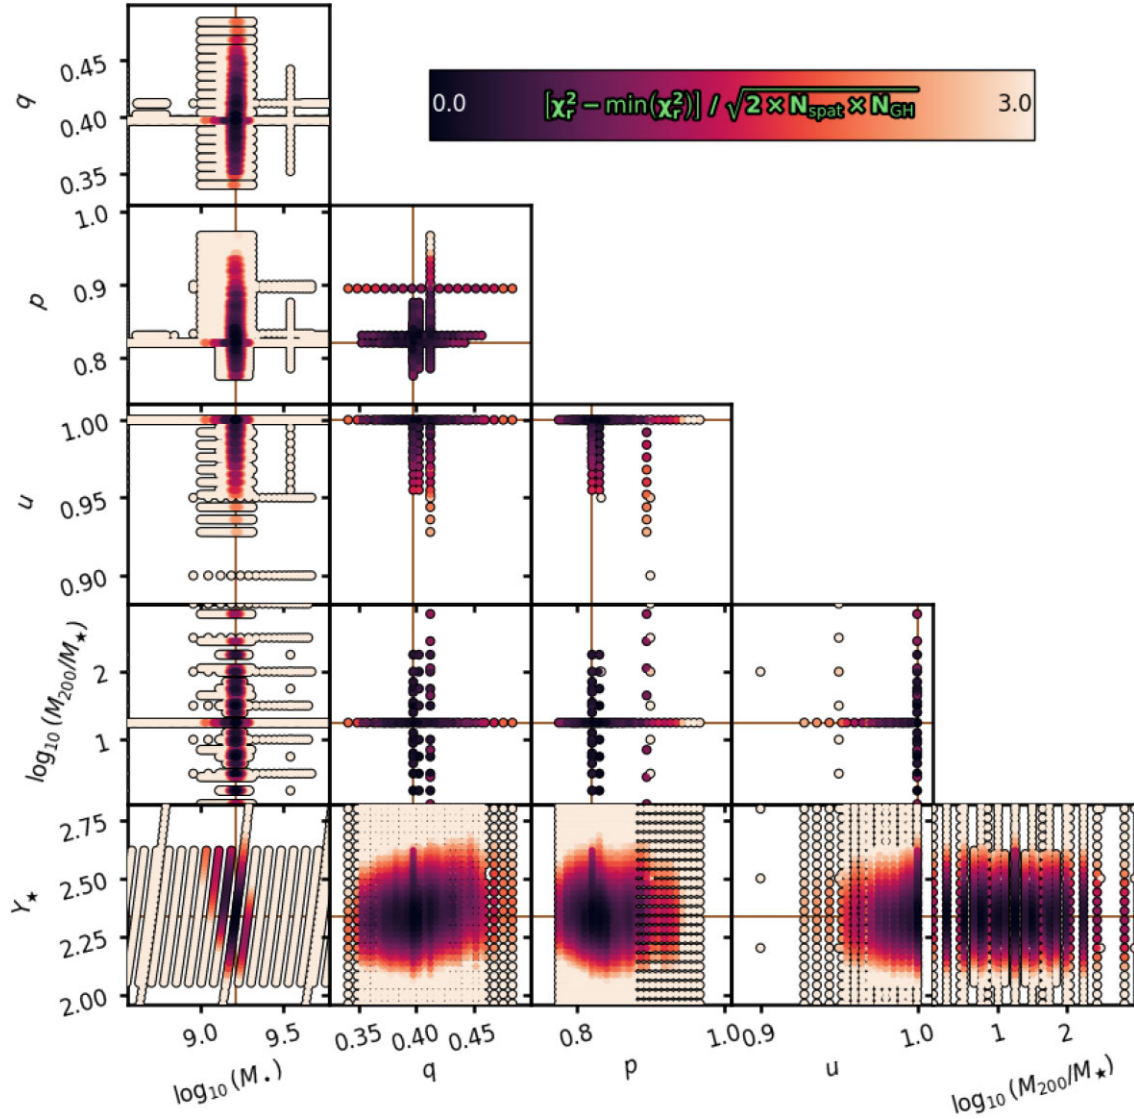 0.0 [χ²ᵣ − min(χ²ᵣ)] / √2 × N_spat × N_GH 3.0
q
0.45
0.40
0.35
p
1.0
0.9
0.8
u
1.00
0.95
0.90
log₁₀(M₂₀₀/M★)
2
1
Y★
2.75
2.50
2.25
2.00
9.0 9.5 0.35 0.40 0.45 0.8 1.0 0.9 1.0 1 2
log₁₀(M•) q p u log₁₀(M₂₀₀/M★)